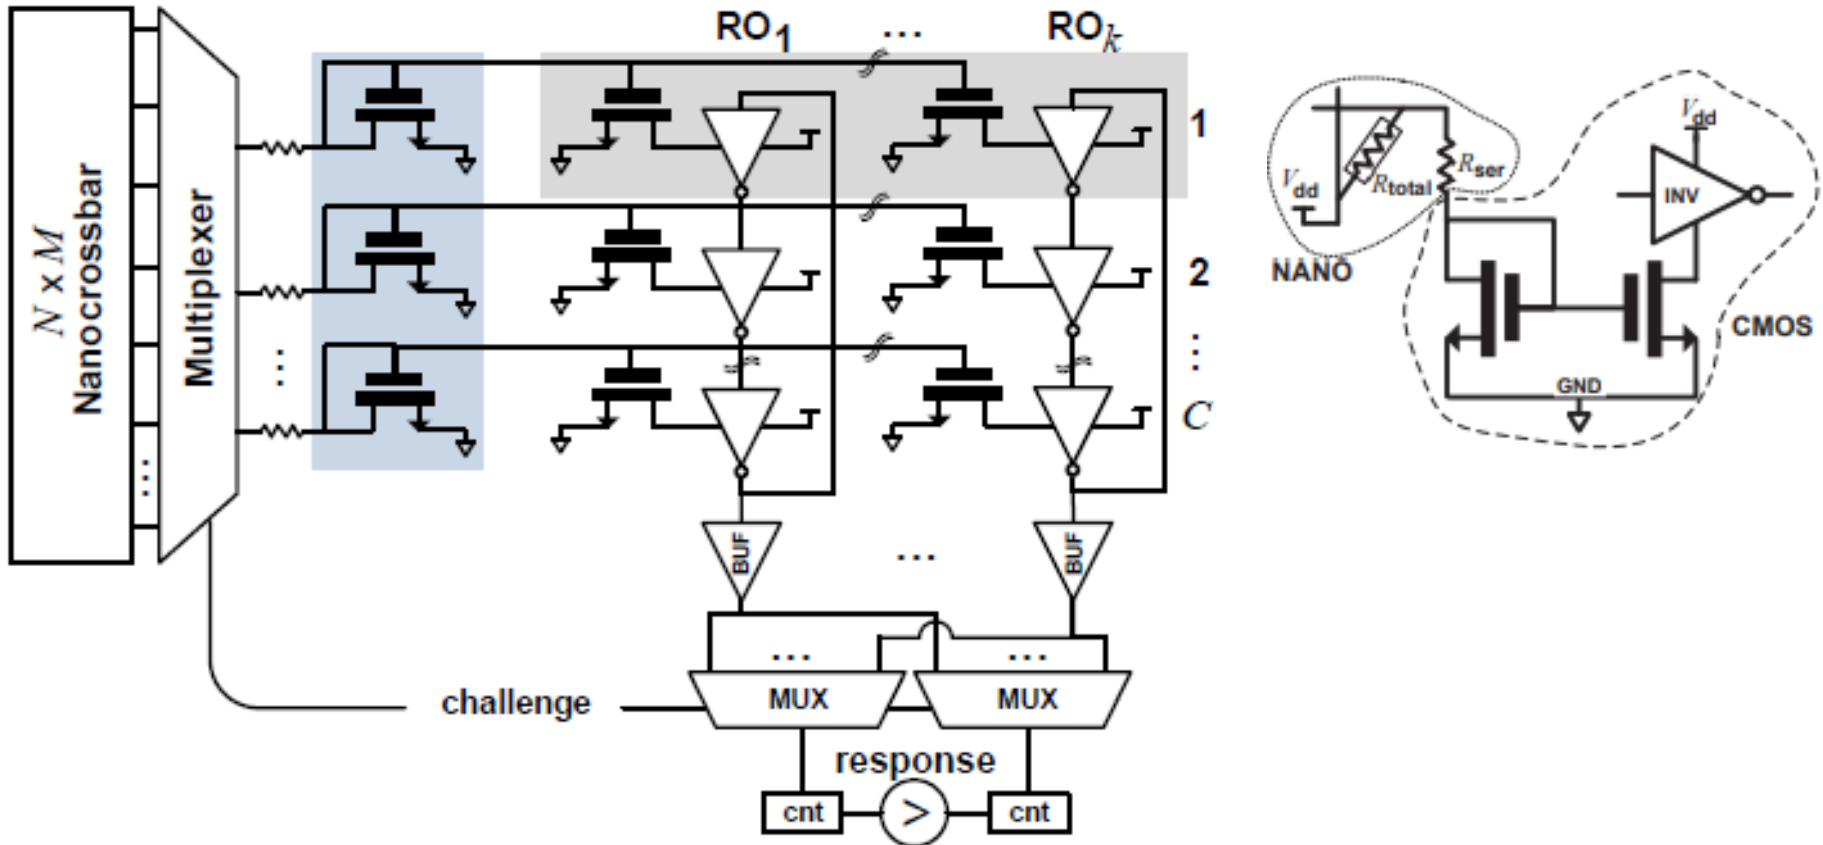 N x M
Nanocrossbar
...
Multiplexer
...
RO1
...
ROk
1
2
...
C
BUF
...
BUF
...
...
MUX
MUX
challenge
response
cnt
>
cnt
Vdd
Rtotal
Rser
NANO
Vdd
INV
CMOS
GND